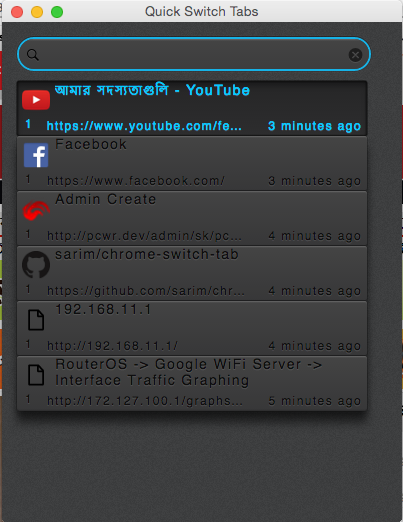 Quick Switch Tabs
আমার সদস্যতাগুলি - YouTube
1 https://www.youtube.com/fe... 3 minutes ago
Facebook
1 https://www.facebook.com/ 3 minutes ago
Admin Create
1 http://pcwr.dev/admin/sk/pc... 4 minutes ago
sarim/chrome-switch-tab
1 https://github.com/sarim/chr... 4 minutes ago
192.168.11.1
1 http://192.168.11.1/ 4 minutes ago
RouterOS -> Google WiFi Server ->
Interface Traffic Graphing
1 http://172.127.100.1/graphs... 5 minutes ago